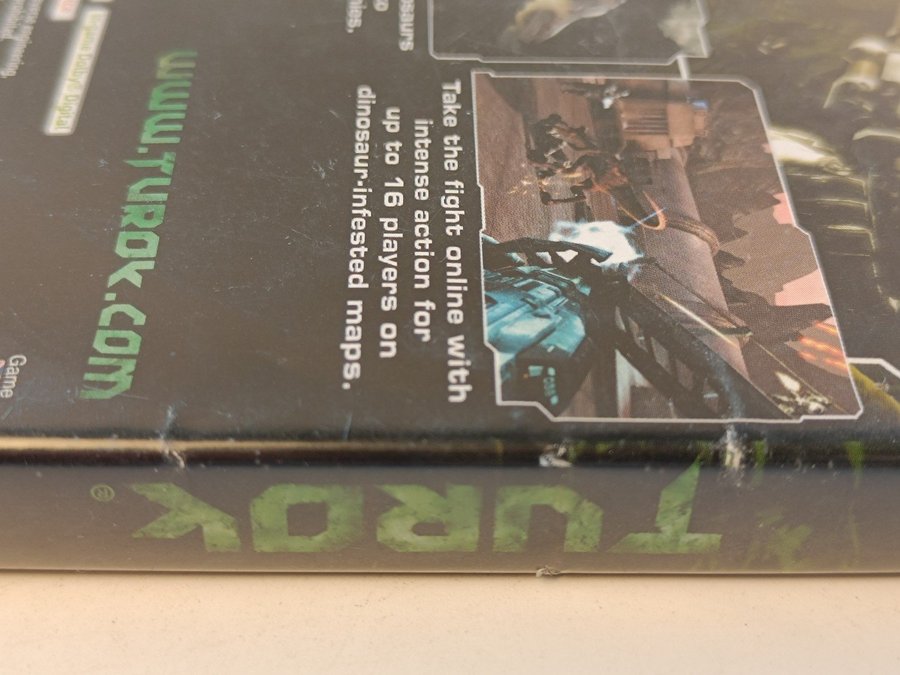 Take the fight online with
intense action for
up to 16 players on
dinosaur-infested maps.
www.TUROK.com
Game
TUROK®